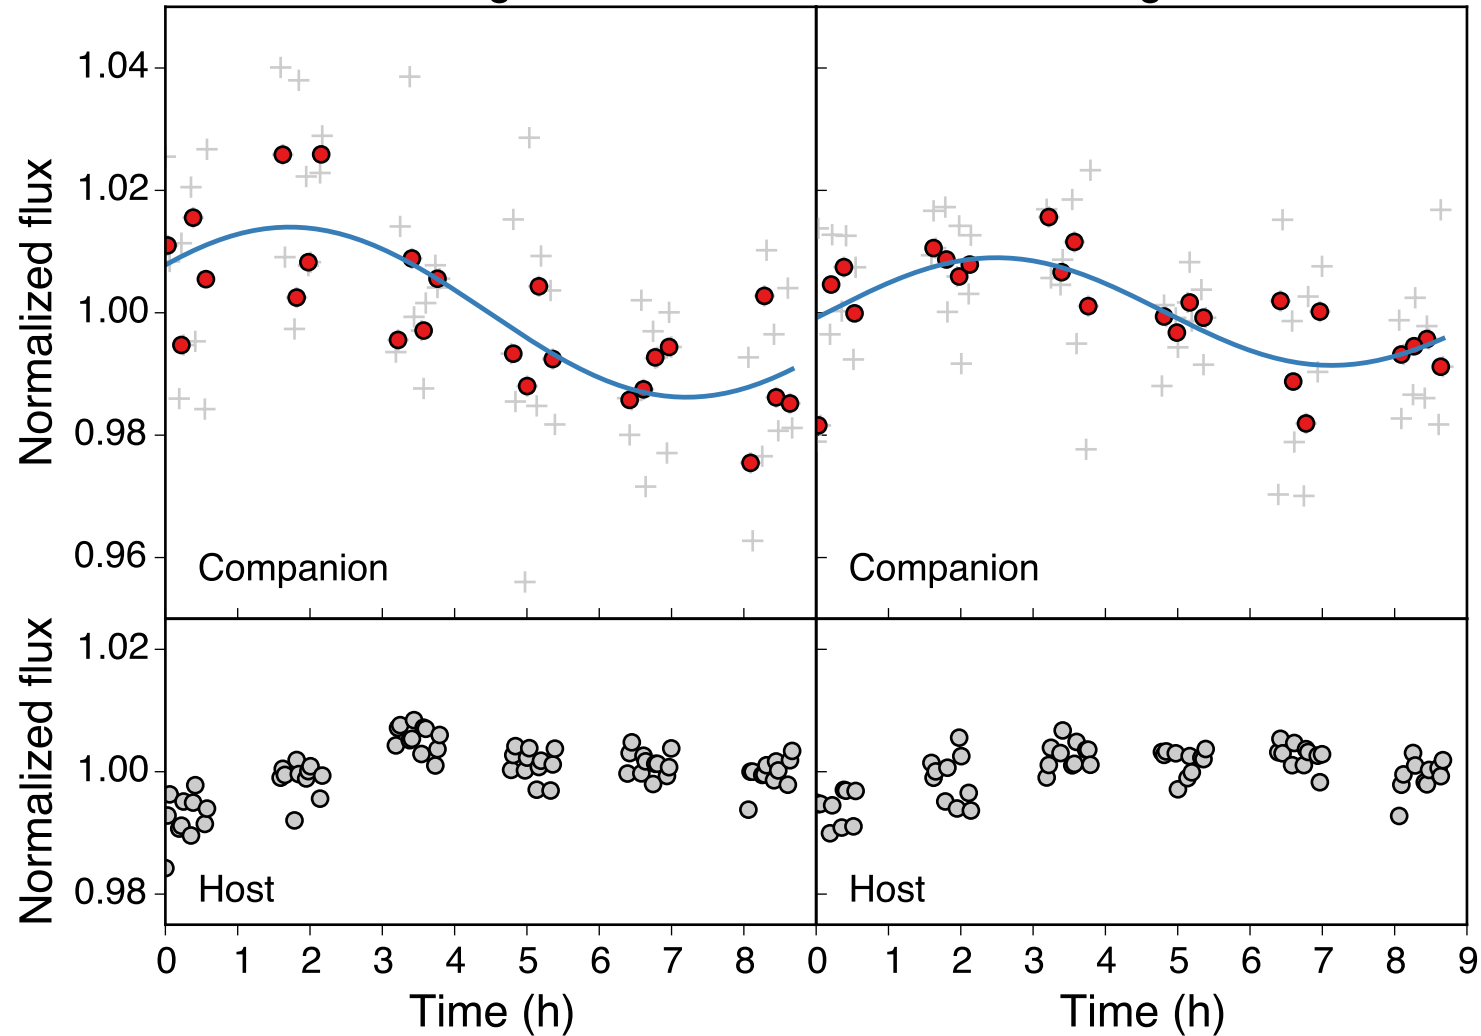 1.04
1.02
1.00
0.98
0.96
Normalized flux
Companion
Companion
1.02
1.00
0.98
Normalized flux
Host
Host
0 1 2 3 4 5 6 7 8 0 1 2 3 4 5 6 7 8 9
Time (h)
Time (h)